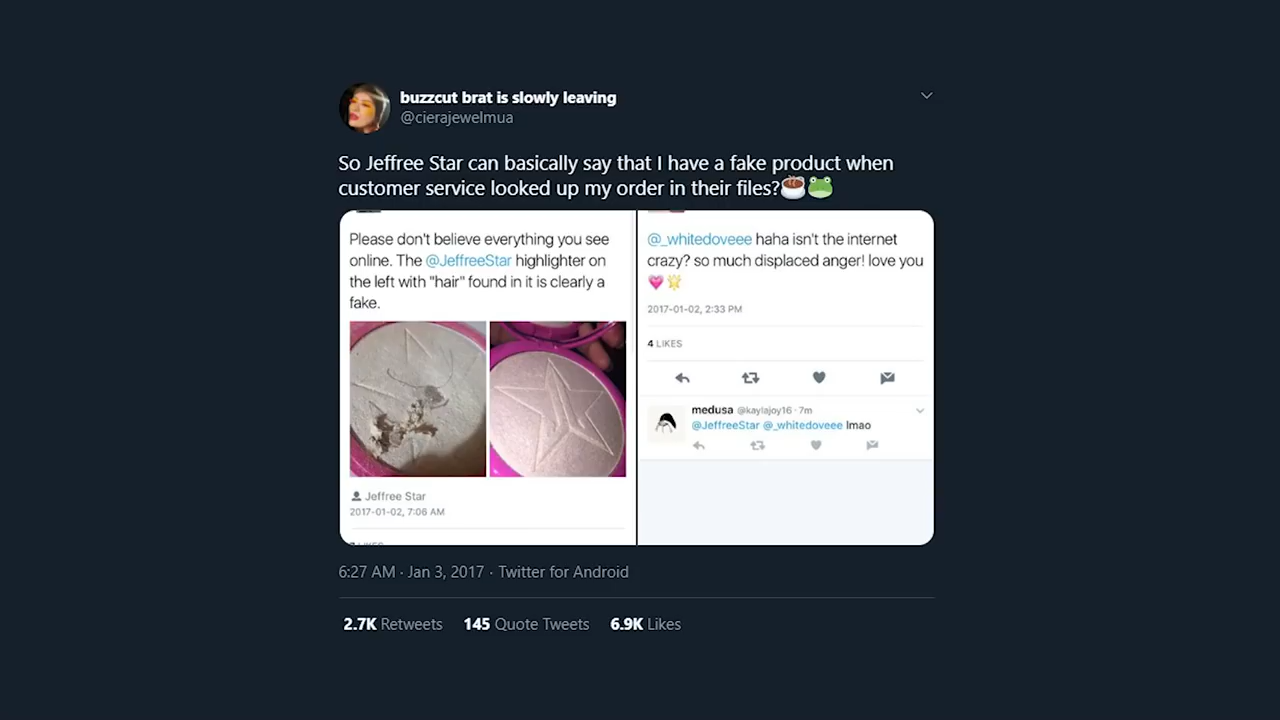 buzzcut brat is slowly leaving
@cierajewelmua
So Jeffree Star can basically say that I have a fake product when
customer service looked up my order in their files?☕🐸
Please don't believe everything you see
online. The @JeffreeStar highlighter on
the left with "hair" found in it is clearly a
fake.
Jeffree Star
2017-01-02, 7:06 AM
@_whitedoveee haha isn't the internet
crazy? so much displaced anger! love you
💗🌟
2017-01-02, 2:33 PM
4 LIKES
medusa @kaylajoy16 · 7m
@JeffreeStar @_whitedoveee lmao
6:27 AM · Jan 3, 2017 · Twitter for Android
2.7K Retweets 145 Quote Tweets 6.9K Likes